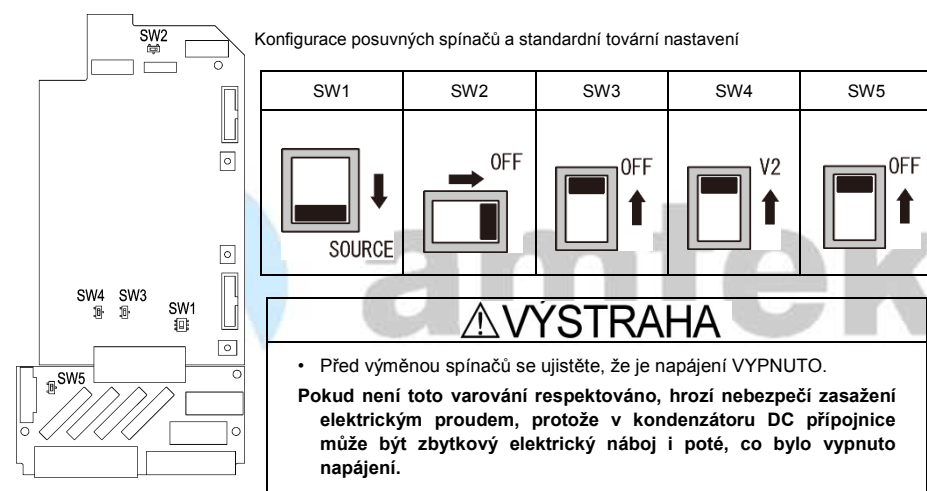 Konfigurace posuvných spínačů a standardní tovární nastavení
SW2
SW4 SW3
SW1
SW5
SW1 SW2 SW3 SW4 SW5
SOURCE
OFF
OFF
V2
OFF
amtek
⚠VÝSTRAHA
• Před výměnou spínačů se ujistěte, že je napájení VYPNUTO.
Pokud není toto varování respektováno, hrozí nebezpečí zasažení
elektrickým proudem, protože v kondenzátoru DC přípojnice
může být zbytkový elektrický náboj i poté, co bylo vypnuto
napájení.